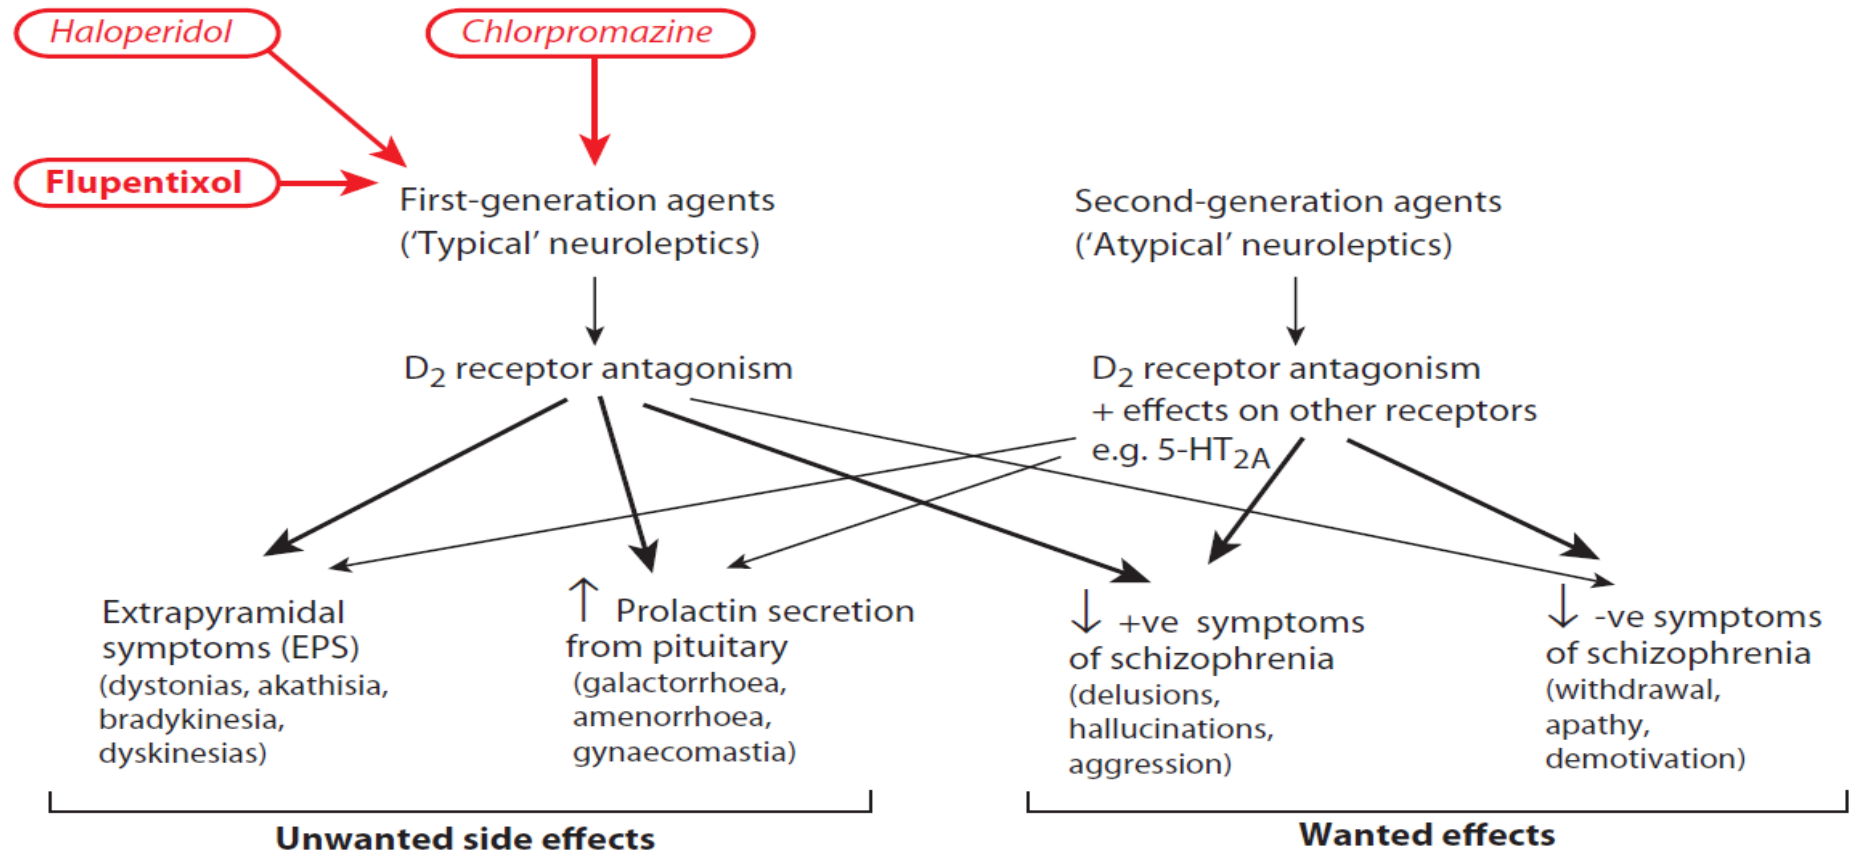 Haloperidol
Chlorpromazine
Flupentixol
First-generation agents
(‘Typical’ neuroleptics)
Second-generation agents
(‘Atypical’ neuroleptics)
D2 receptor antagonism
D2 receptor antagonism
+ effects on other receptors
e.g. 5-HT2A
Extrapyramidal
symptoms (EPS)
(dystonias, akathisia,
bradykinesia,
dyskinesias)
↑ Prolactin secretion
from pituitary
(galactorrhoea,
amenorrhoea,
gynaecomastia)
↓ +ve symptoms
of schizophrenia
(delusions,
hallucinations,
aggression)
↓ -ve symptoms
of schizophrenia
(withdrawal,
apathy,
demotivation)
Unwanted side effects
Wanted effects